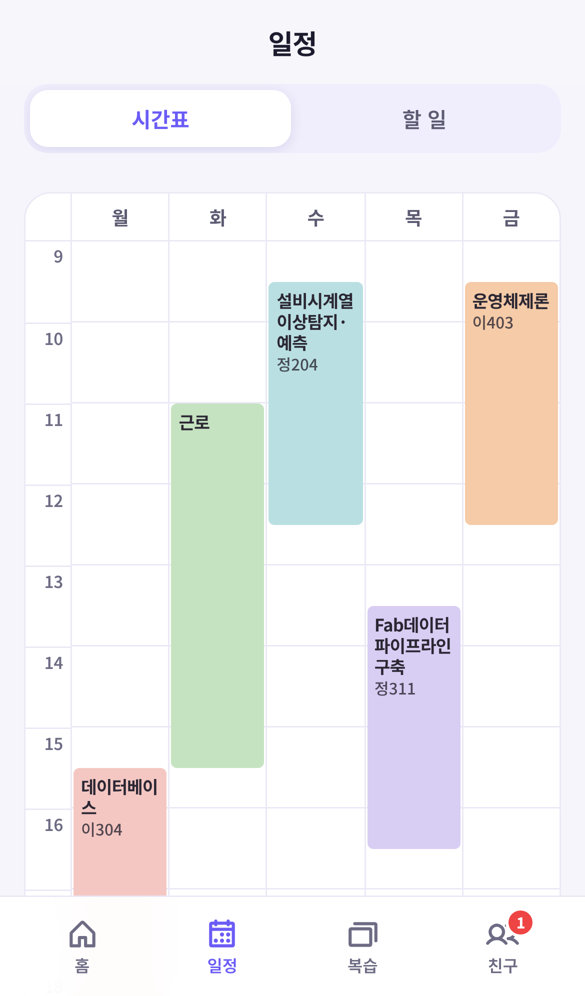 일정
시간표
할 일
월
화
수
목
금
9
10
11
12
13
14
15
16
설비시계열
이상탐지·
예측
정204
운영체제론
이403
근로
Fab데이터
파이프라인
구축
정311
데이터베이
스
이304
홈
일정
복습
1
친구